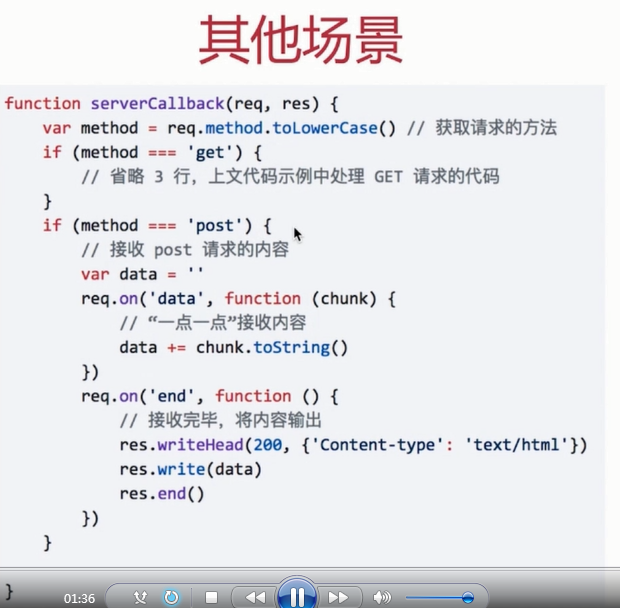 其他场景
function serverCallback(req, res) {
    var method = req.method.toLowerCase() // 获取请求的方法
    if (method === 'get') {
        // 省略 3 行，上文代码示例中处理 GET 请求的代码
    }
    if (method === 'post') {
        // 接收 post 请求的内容
        var data = ''
        req.on('data', function (chunk) {
            // “一点一点”接收内容
            data += chunk.toString()
        })
        req.on('end', function () {
            // 接收完毕，将内容输出
            res.writeHead(200, {'Content-type': 'text/html'})
            res.write(data)
            res.end()
        })
    }
}
01:36